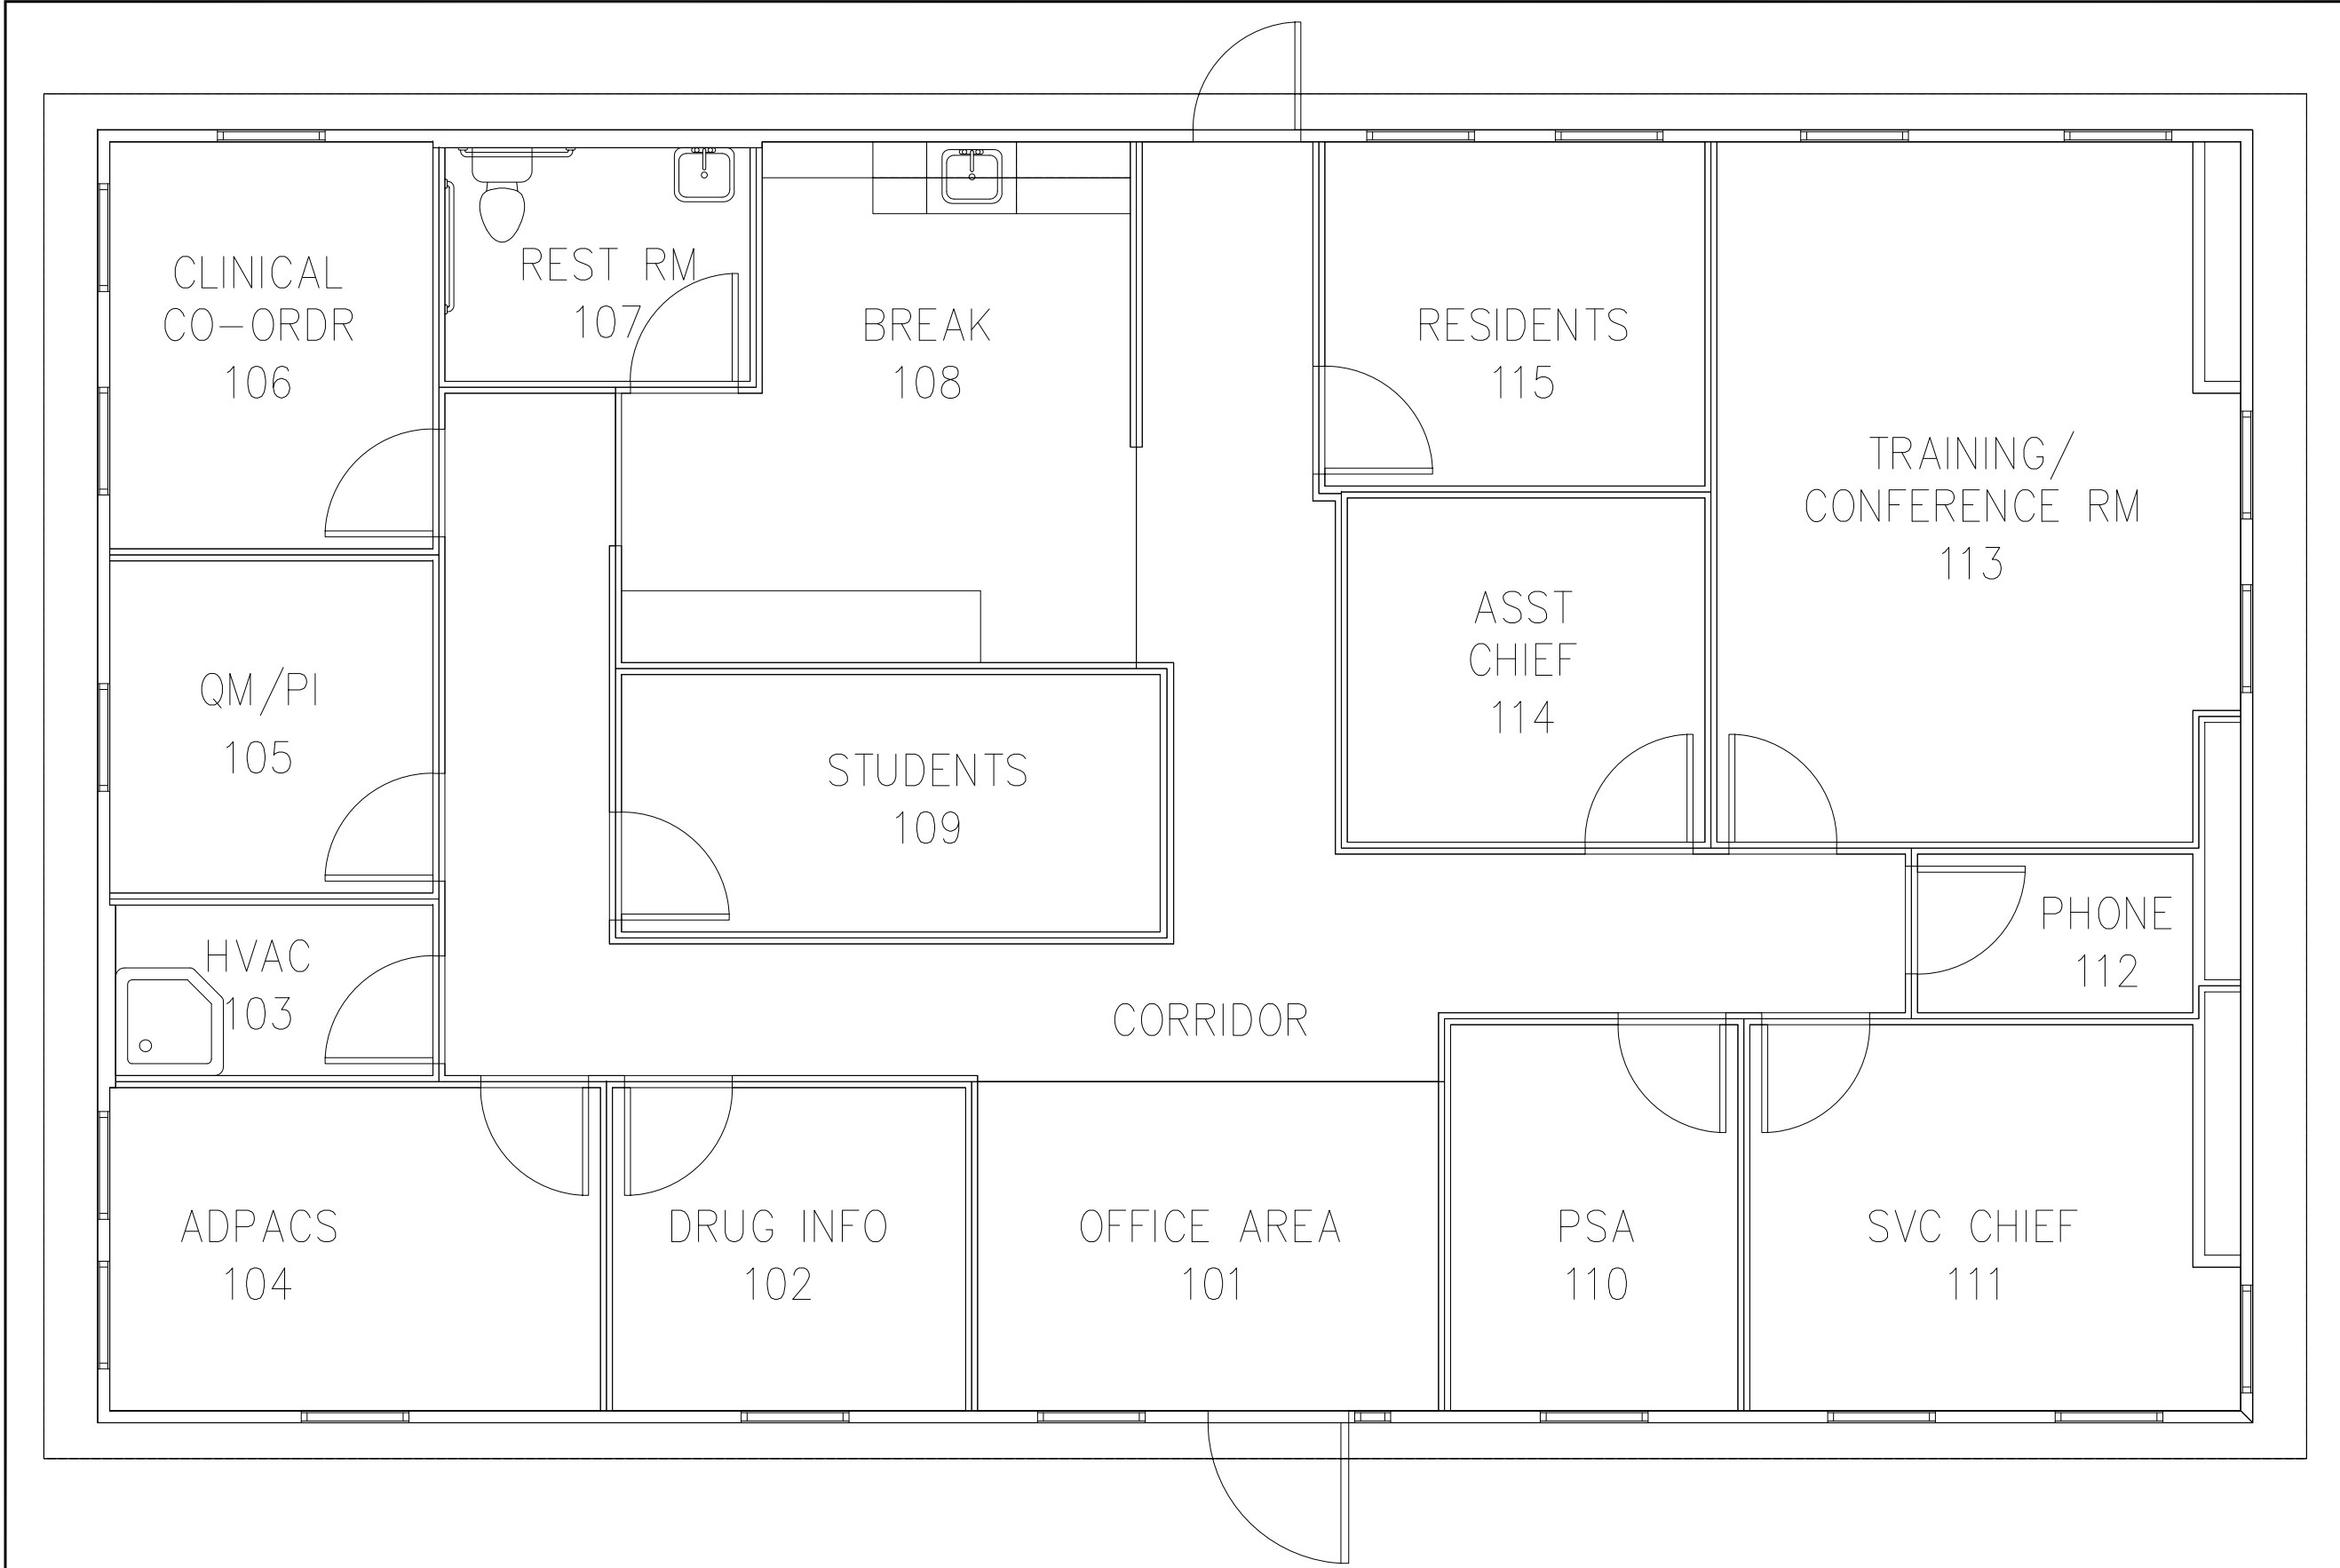 CLINICAL
CO-ORDR
106
REST RM
107
BREAK
108
RESIDENTS
115
TRAINING/
CONFERENCE RM
113
ASST
CHIEF
114
QM/PI
105
STUDENTS
109
HVAC
103
PHONE
112
CORRIDOR
ADPACS
104
DRUG INFO
102
OFFICE AREA
101
PSA
110
SVC CHIEF
111